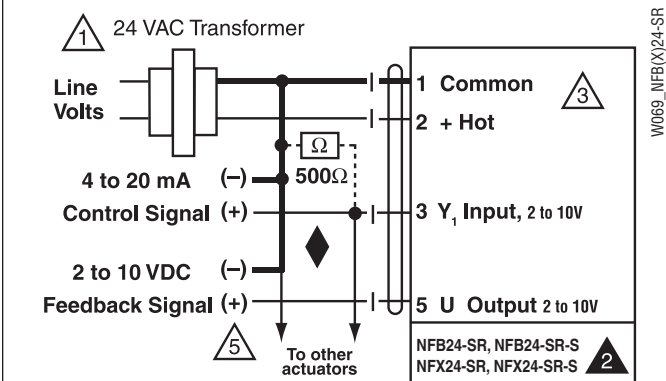 1 24 VAC Transformer
W069_NFB(X)24-SR
Line
Volts
1 Common
3
2 + Hot
Ω
500Ω
4 to 20 mA (–)
Control Signal (+)
3 Y1 Input, 2 to 10V
2 to 10 VDC (–)
Feedback Signal (+)
5 U Output 2 to 10V
5
To other
actuators
NFB24-SR, NFB24-SR-S
NFX24-SR, NFX24-SR-S
2